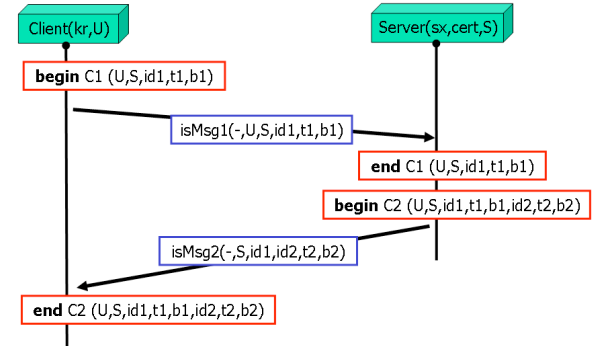 Client(kr,U)
Server(sx,cert,S)
begin C1 (U,S,id1,t1,b1)
isMsg1(-,U,S,id1,t1,b1)
end C1 (U,S,id1,t1,b1)
begin C2 (U,S,id1,t1,b1,id2,t2,b2)
isMsg2(-,S,id1,id2,t2,b2)
end C2 (U,S,id1,t1,b1,id2,t2,b2)